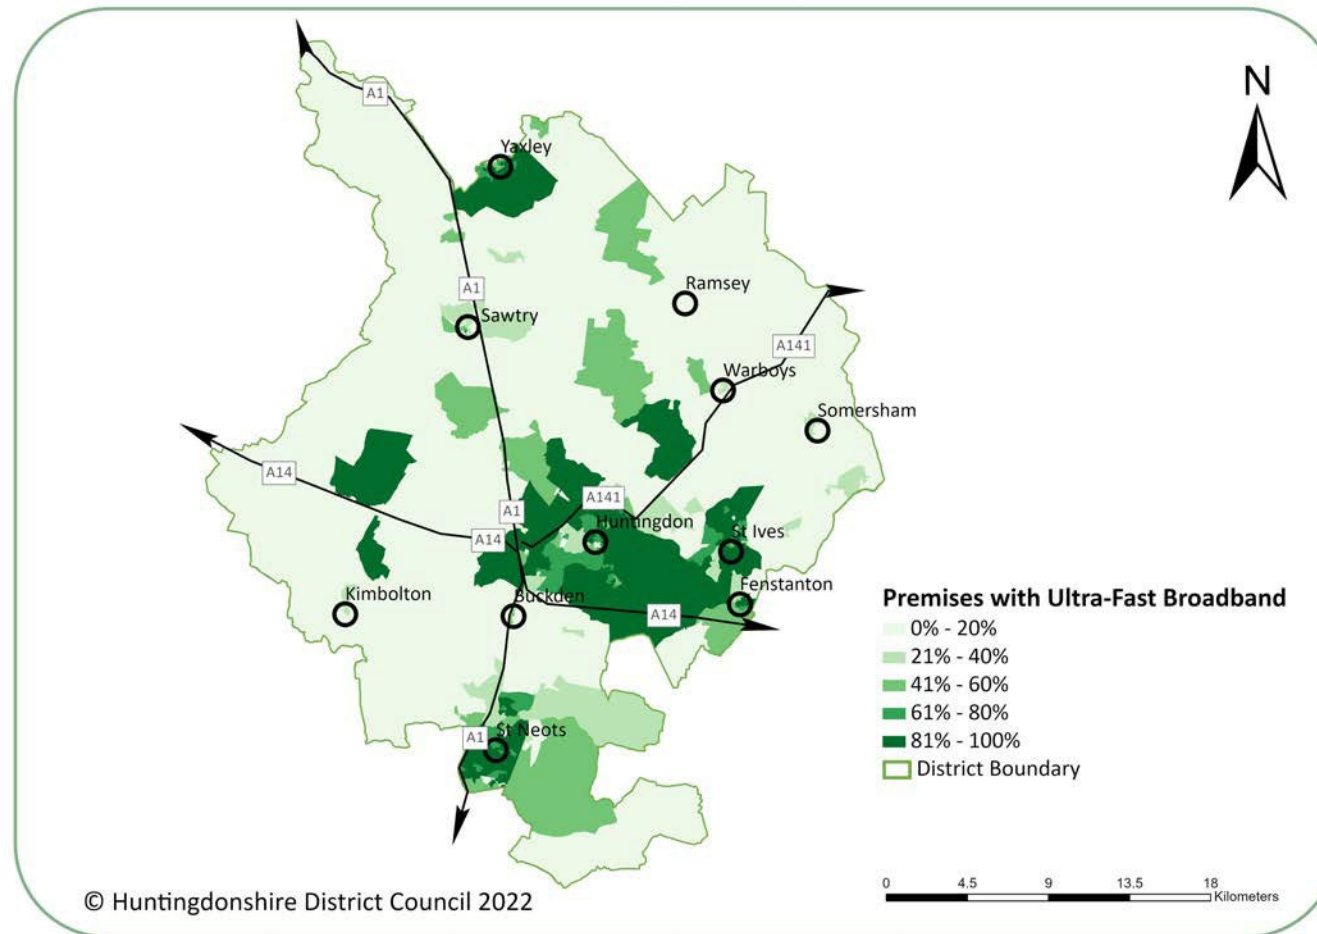 N
A1
Yaxley
A1
Ramsey
Sawtry
A141
Warboys
Somersham
A14
A1
A141
Huntingdon
St Ives
A14
Kimbolton
Buckden
Fenstanton
A14
A1
St Neots
Premises with Ultra-Fast Broadband
0% - 20%
21% - 40%
41% - 60%
61% - 80%
81% - 100%
District Boundary
0 4.5 9 13.5 18
Kilometers
© Huntingdonshire District Council 2022